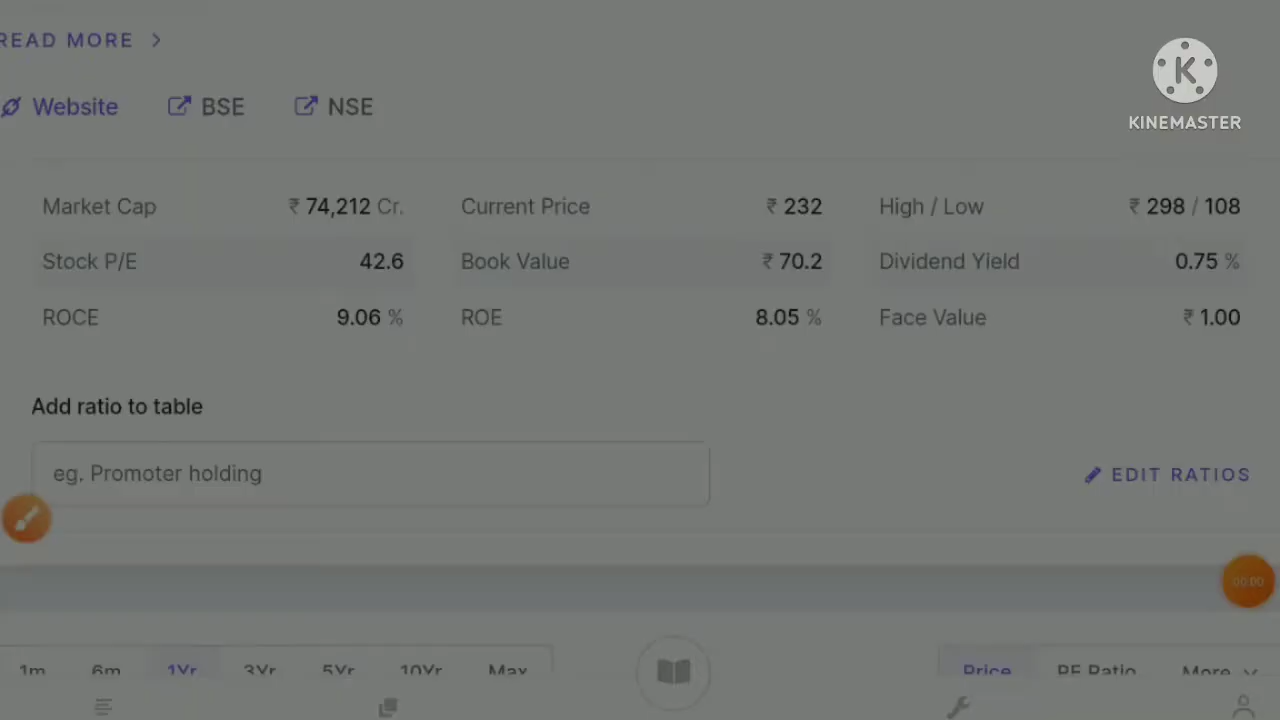 READ MORE >
KINEMASTER
Website BSE NSE
Market Cap ₹ 74,212 Cr. Current Price ₹ 232 High / Low ₹ 298 / 108
Stock P/E 42.6 Book Value ₹ 70.2 Dividend Yield 0.75 %
ROCE 9.06 % ROE 8.05 % Face Value ₹ 1.00
Add ratio to table
eg. Promoter holding EDIT RATIOS
00:00
1m 6m 1Yr 3Yr 5Yr 10Yr Max Price PE Ratio More